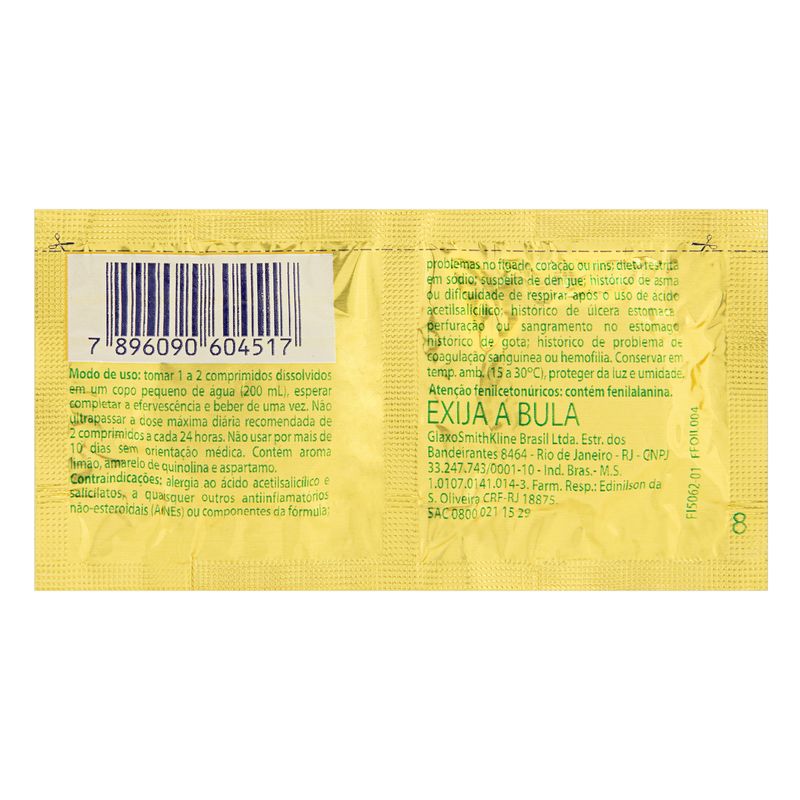 7 896090 604517
Modo de uso: tomar 1 a 2 comprimidos dissolvidos
em um copo pequeno de água (200 mL), esperar
completar a efervescência e beber de uma vez. Não
ultrapassar a dose máxima diária recomendada de
2 comprimidos a cada 24 horas. Não usar por mais de
10 dias sem orientação médica. Contém aroma
limão, amarelo de quinolina e aspartamo.
Contraindicações: alergia ao ácido acetilsalicílico e
salicilatos, a quaisquer outros antiinflamatórios
não-esteroidais (AINEs) ou componentes da fórmula;
problemas no fígado, coração ou rins; dieta restrita
em sódio; suspeita de dengue; histórico de asma
ou dificuldade de respirar após o uso de ácido
acetilsalicílico; histórico de úlcera estomacal,
perfuração ou sangramento no estômago
histórico de gota; histórico de problema de
coagulação sanguínea ou hemofilia. Conservar em
temp. amb. (15 a 30ºC), proteger da luz e umidade.
Atenção fenilcetonúricos: contém fenilalanina.
EXIJA A BULA
GlaxoSmithKline Brasil Ltda. Estr. dos
Bandeirantes 8464 - Rio de Janeiro - RJ - CNPJ
33.247.743/0001-10 - Ind. Bras.- M.S.
1.0107.0141.014-3. Farm. Resp.: Edinilson da
S. Oliveira CRF-RJ 18875.
SAC 0800 021 15 29
FI5062 01 FFOIL004
8